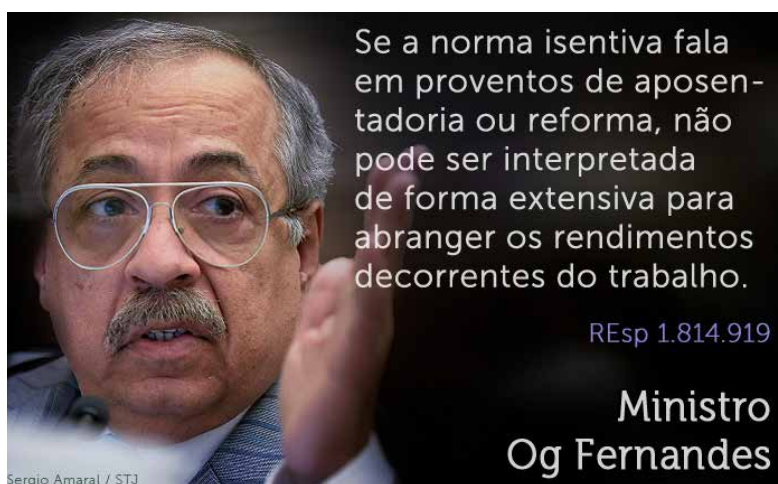 Se a norma isentiva fala
em proventos de aposen-
tadoria ou reforma, não
pode ser interpretada
de forma extensiva para
abranger os rendimentos
decorrentes do trabalho.
REsp 1.814.919
Ministro
Og Fernandes
Sergio Amaral / STJ